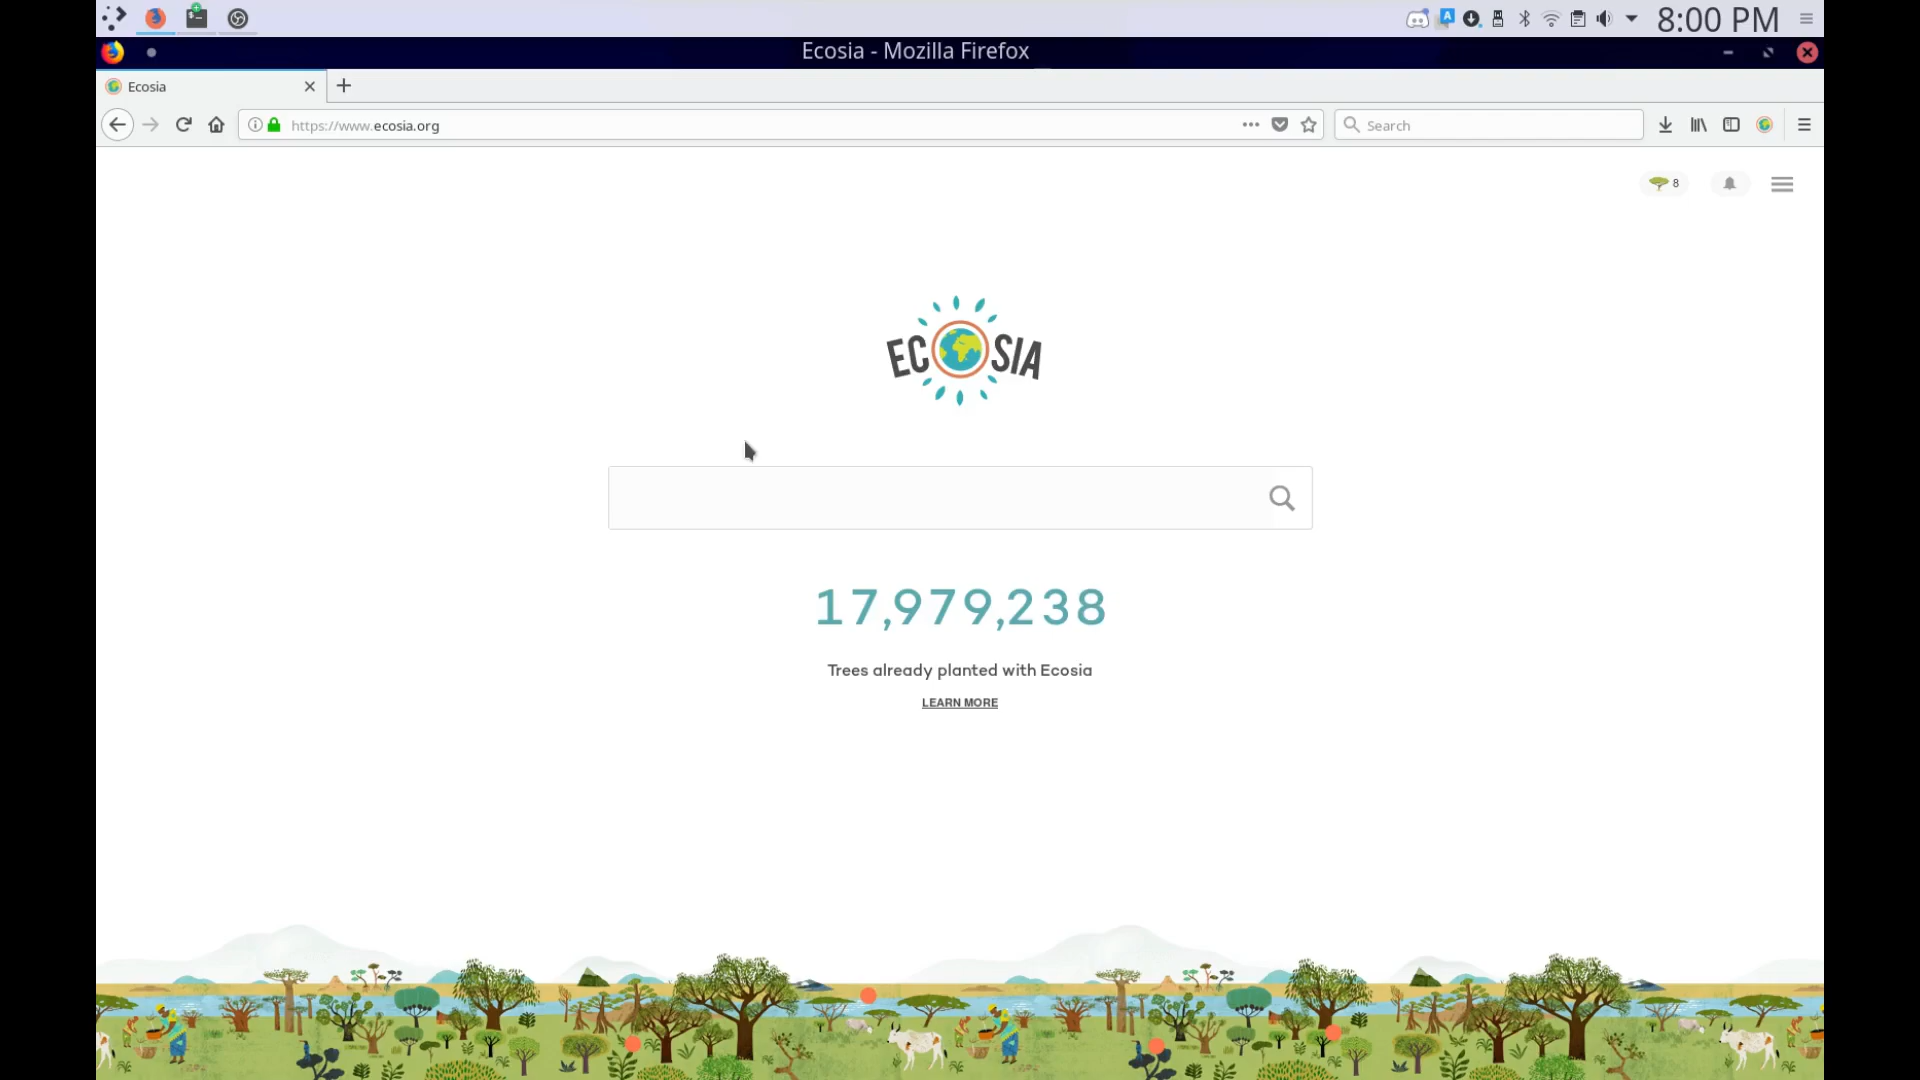 8:00 PM
Ecosia - Mozilla Firefox
Ecosia
https://www.ecosia.org
Search
8
ECOSIA
17,979,238
Trees already planted with Ecosia
LEARN MORE